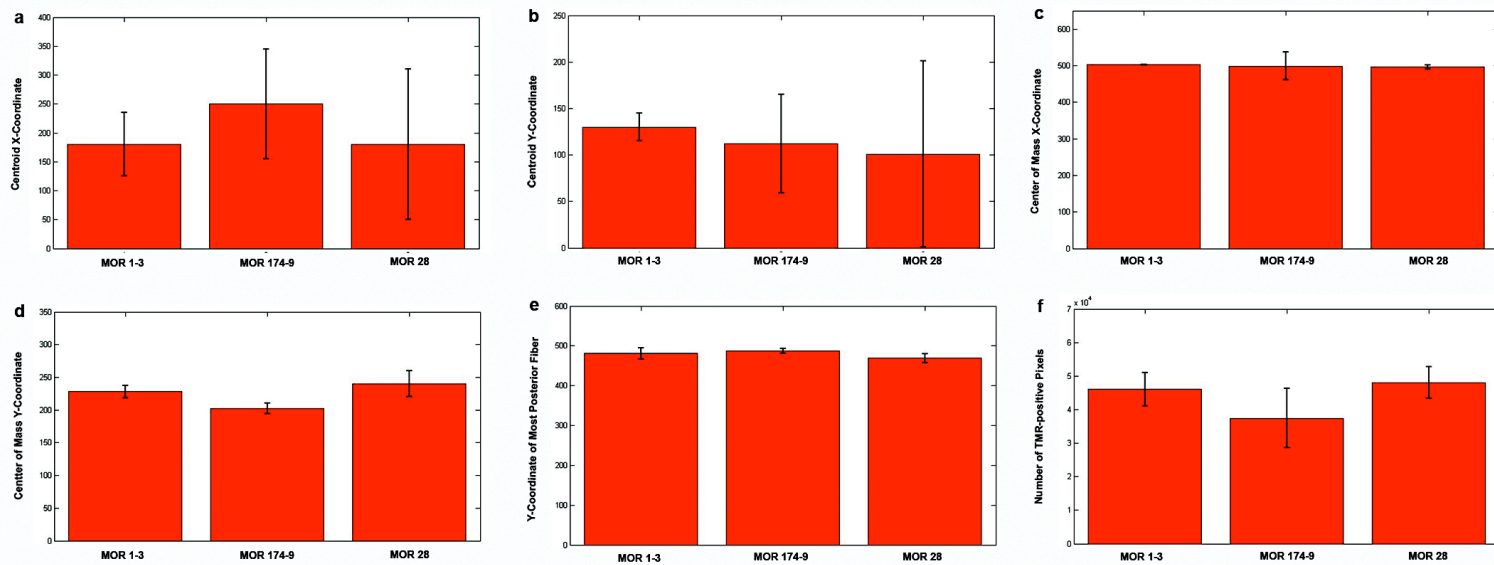 a
Centroid X-Coordinate
400
350
300
250
200
150
100
50
0
MOR 1-3 MOR 174-9 MOR 28
b
Centroid Y-Coordinate
250
200
150
100
50
0
MOR 1-3 MOR 174-9 MOR 28
c
Center of Mass X-Coordinate
600
500
400
300
200
100
0
MOR 1-3 MOR 174-9 MOR 28
d
Centter of Mass Y-Coordinate
350
300
250
200
150
100
50
0
MOR 1-3 MOR 174-9 MOR 28
e
Y-Coordinate of Most Posterior Fiber
600
500
400
300
200
100
0
MOR 1-3 MOR 174-9 MOR 28
f
Number of TMR-positive Pixels
x 10⁴
7
6
5
4
3
2
1
0
MOR 1-3 MOR 174-9 MOR 28